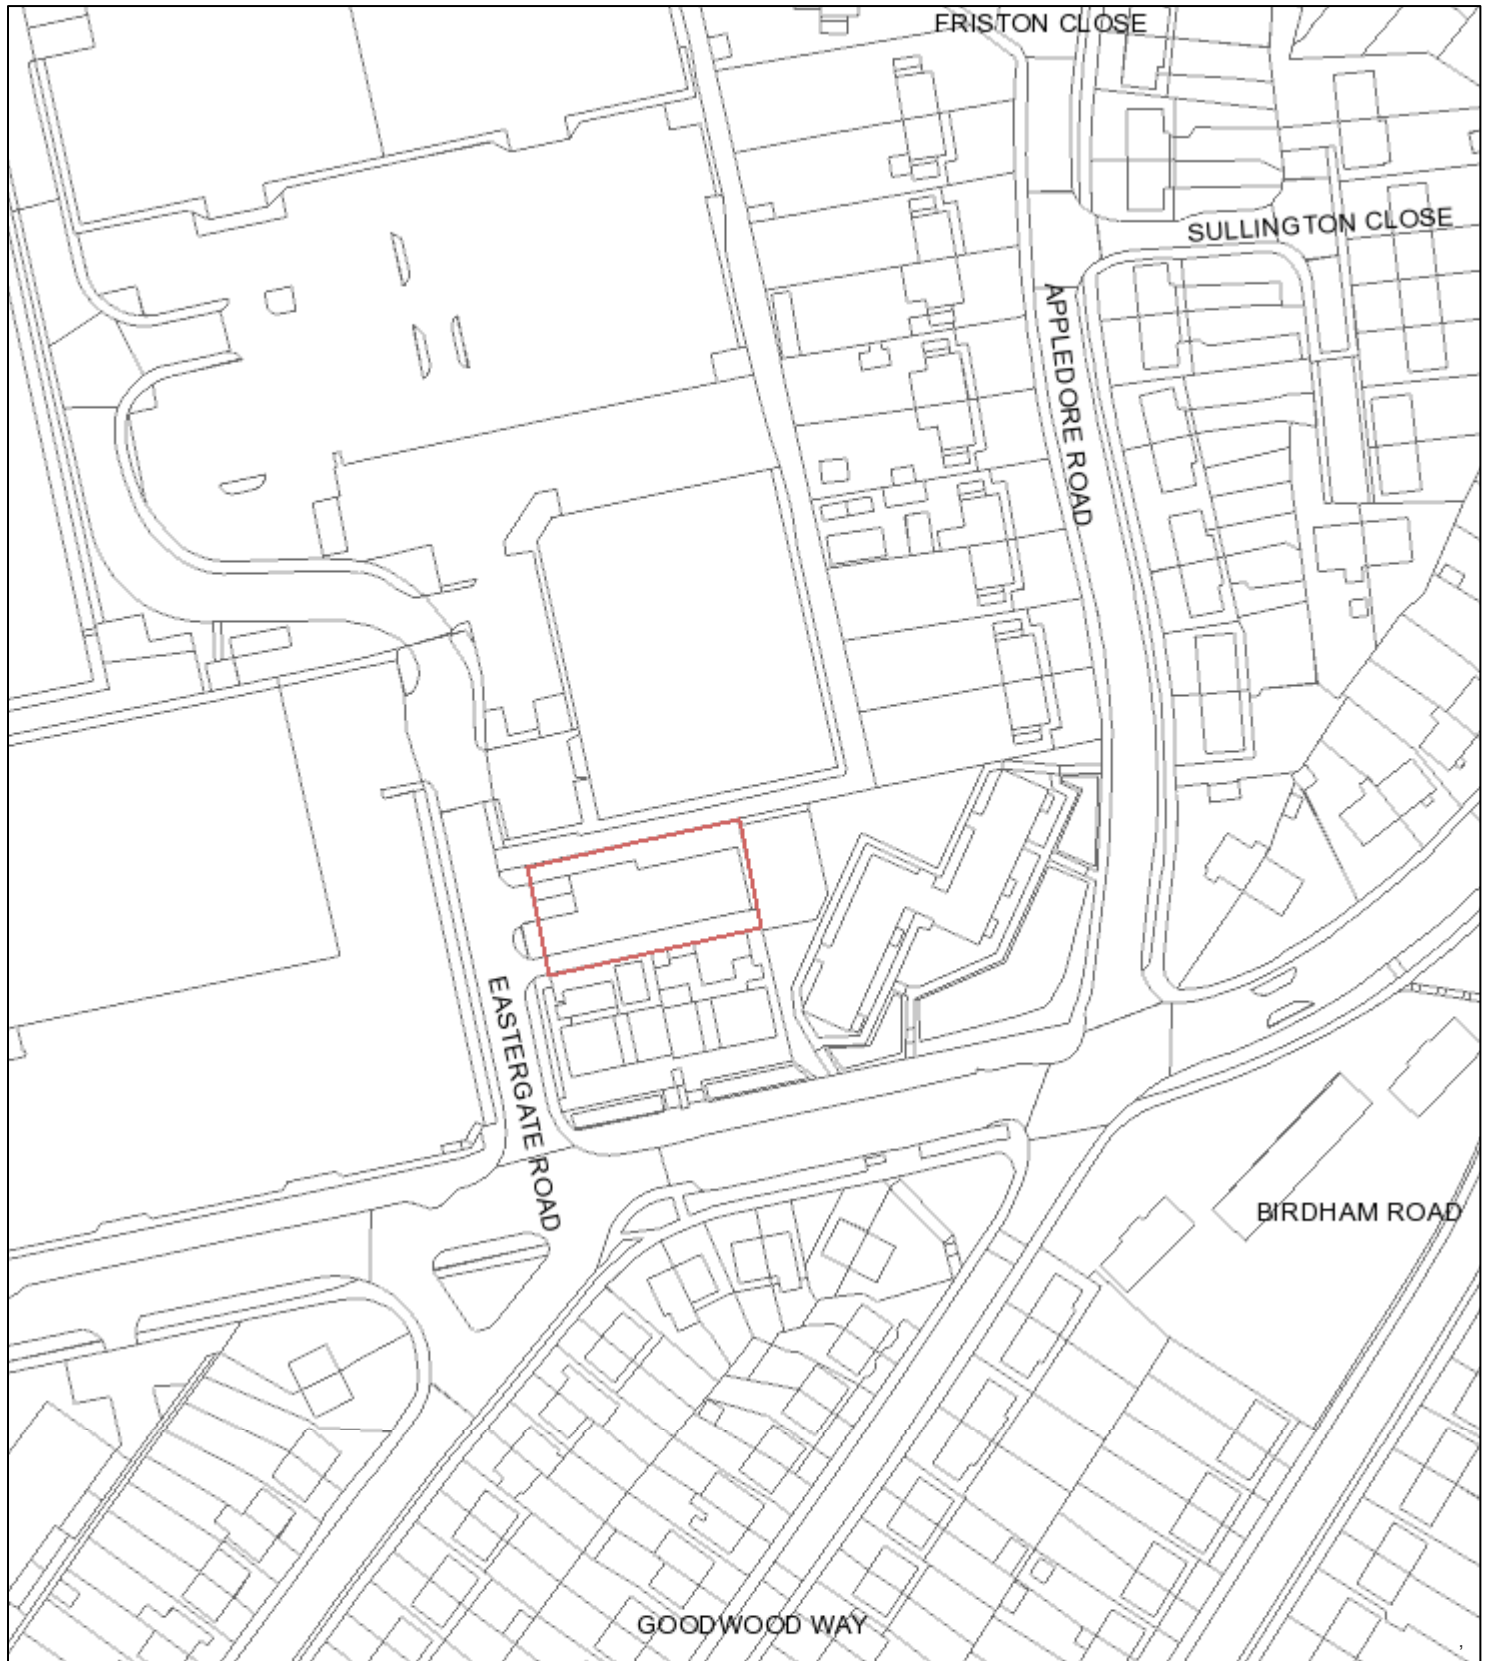 FRISTON CLOSE
SULLINGTON CLOSE
APPLEDORE ROAD
EASTERGATE ROAD
BIRDHAM ROAD
GOODWOOD WAY